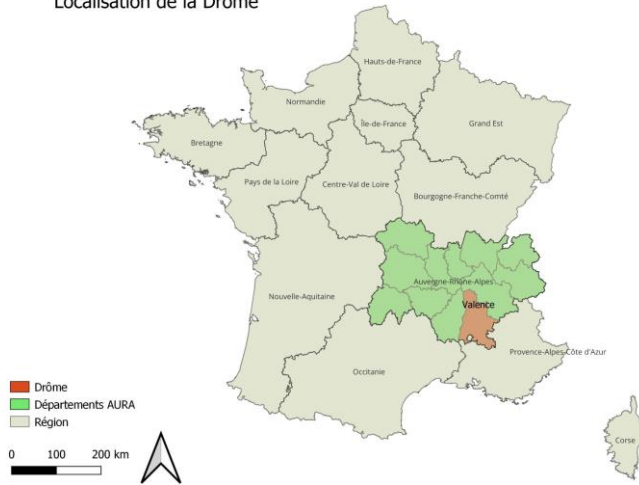 Localisation de la Drôme
Hauts-de-France
Normandie
Île-de-France
Grand Est
Bretagne
Pays de la Loire
Centre-Val de Loire
Bourgogne-Franche-Comté
Auvergne-Rhône-Alpes
Nouvelle-Aquitaine
Valence
Provence-Alpes-Côte d'Azur
Occitanie
Corse
Drôme
Départements AURA
Région
0 100 200 km